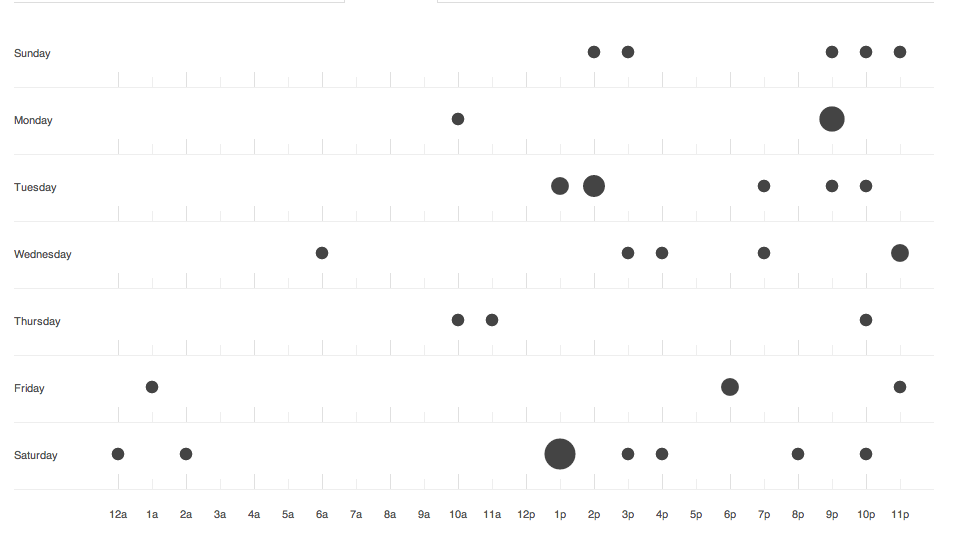 Sunday
Monday
Tuesday
Wednesday
Thursday
Friday
Saturday
12a 1a 2a 3a 4a 5a 6a 7a 8a 9a 10a 11a 12p 1p 2p 3p 4p 5p 6p 7p 8p 9p 10p 11p